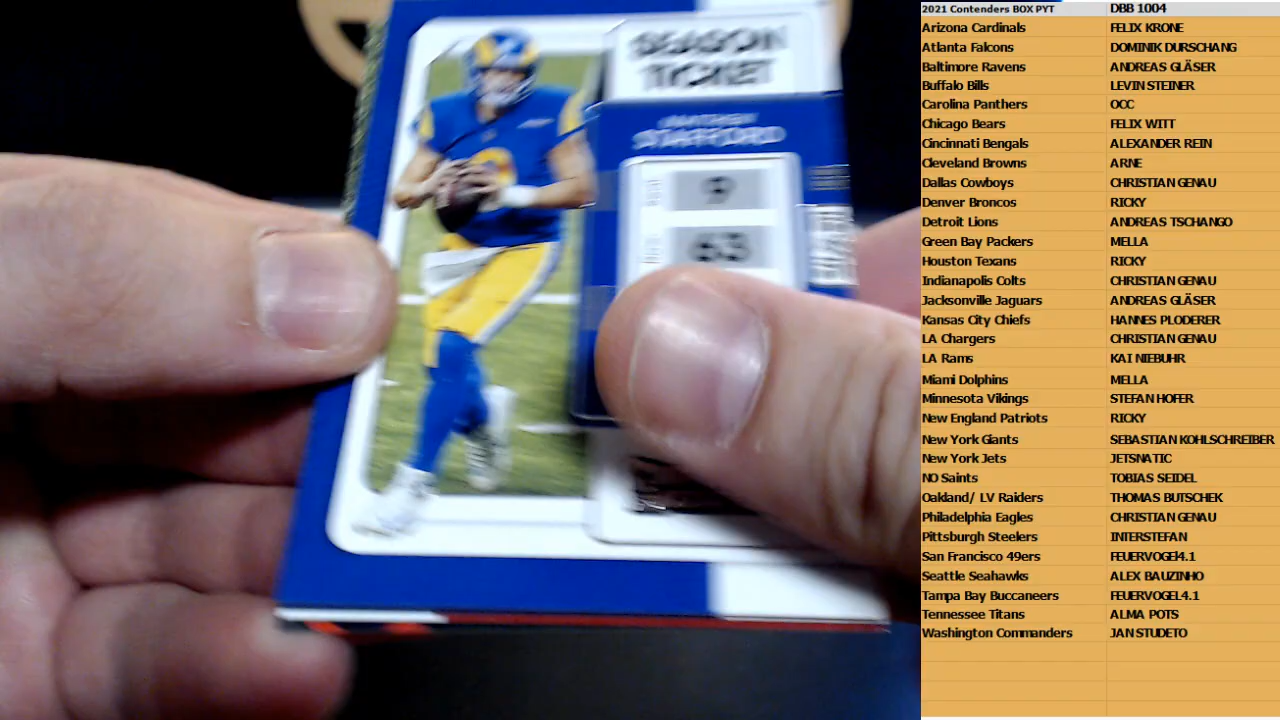 SEASON
TICKET
MATTHEW
STAFFORD
9
63
2021 Contenders BOX PYT DBB 1004
Arizona Cardinals FELIX KRONE
Atlanta Falcons DOMINIK DURSCHANG
Baltimore Ravens ANDREAS GLÄSER
Buffalo Bills LEVIN STEINER
Carolina Panthers OCC
Chicago Bears FELIX WITT
Cincinnati Bengals ALEXANDER REIN
Cleveland Browns ARNE
Dallas Cowboys CHRISTIAN GENAU
Denver Broncos RICKY
Detroit Lions ANDREAS TSCHANGO
Green Bay Packers MELLA
Houston Texans RICKY
Indianapolis Colts CHRISTIAN GENAU
Jacksonville Jaguars ANDREAS GLÄSER
Kansas City Chiefs HANNES PLODERER
LA Chargers CHRISTIAN GENAU
LA Rams KAI NIEBUHR
Miami Dolphins MELLA
Minnesota Vikings STEFAN HOFER
New England Patriots RICKY
New York Giants SEBASTIAN KOHLSCHREIBER
New York Jets JETSNATIC
NO Saints TOBIAS SEIDEL
Oakland/ LV Raiders THOMAS BUTSCHEK
Philadelphia Eagles CHRISTIAN GENAU
Pittsburgh Steelers INTERSTEFAN
San Francisco 49ers FEUERVOGEl4.1
Seattle Seahawks ALEX BAUZINHO
Tampa Bay Buccaneers FEUERVOGEL4.1
Tennessee Titans ALMA POTS
Washington Commanders JAN STUDETO